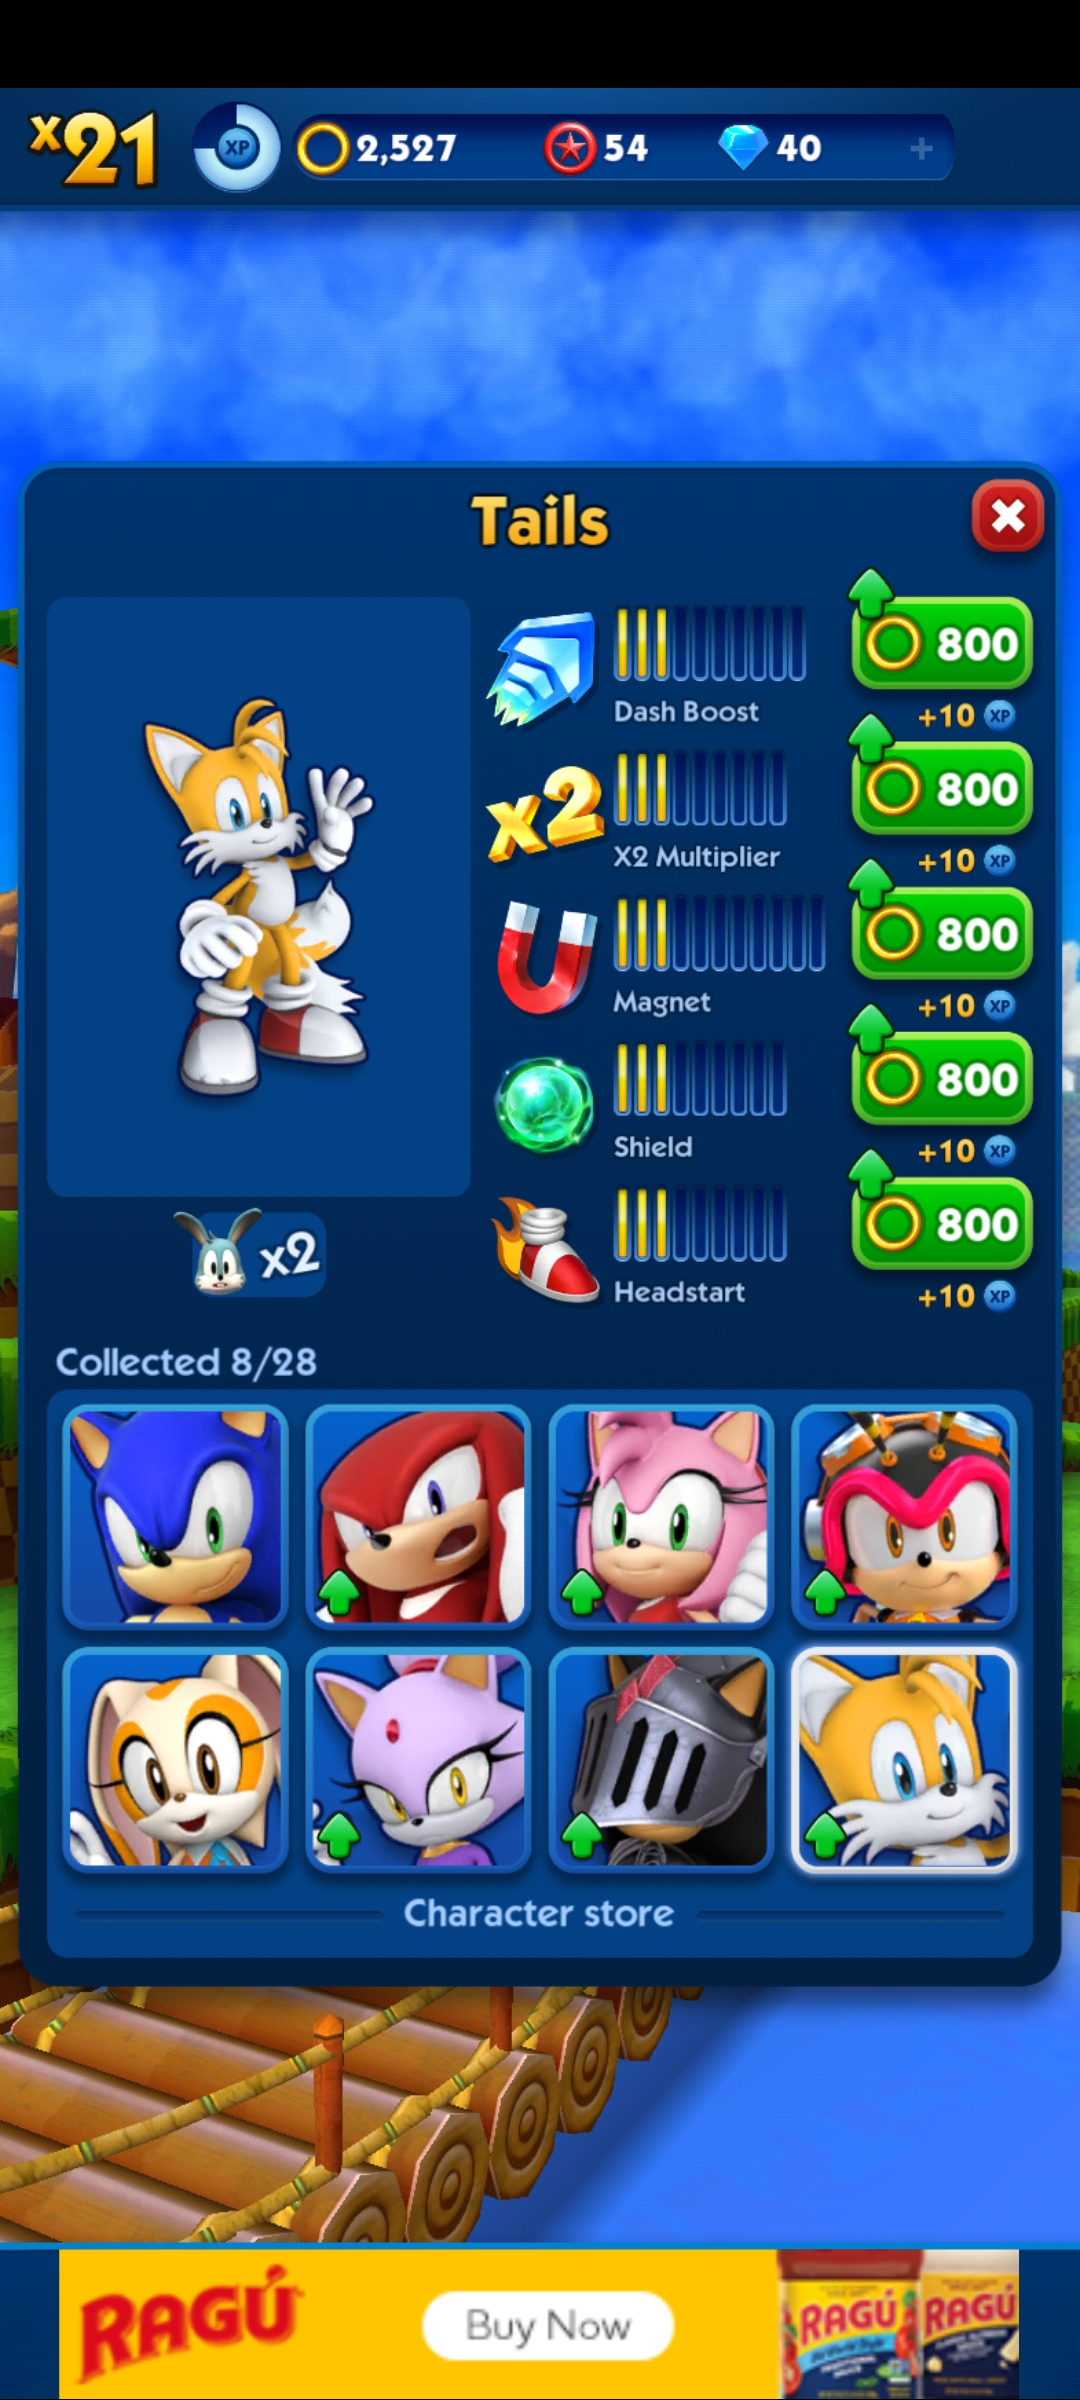 x21
XP
2,527
54
40
+
Tails
800
Dash Boost
+10 XP
x2
800
X2 Multiplier
+10 XP
800
Magnet
+10 XP
800
Shield
+10 XP
800
x2
Headstart
+10 XP
Collected 8/28
Character store
RAGÚ
Buy Now
RAGÚ
RAGÚ